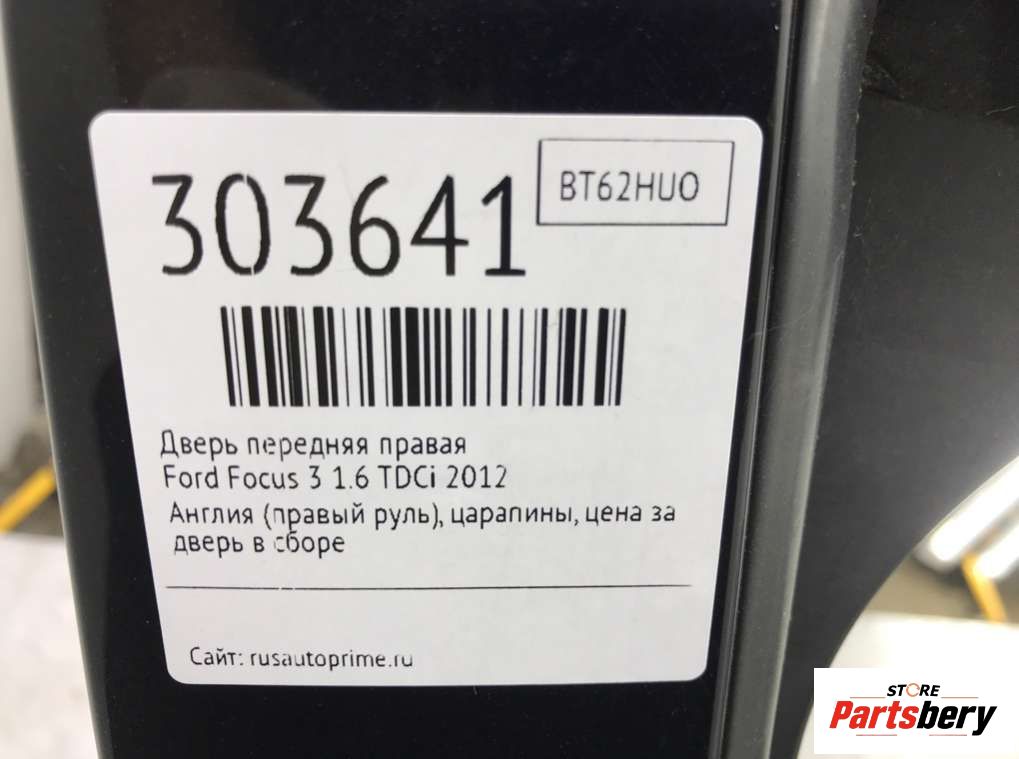 303641
BT62HUO
Дверь передняя правая
Ford Focus 3 1.6 TDCi 2012
Англия (правый руль), царапины, цена за
дверь в сборе
Сайт: rusautoprime.ru
STORE
Partsbery